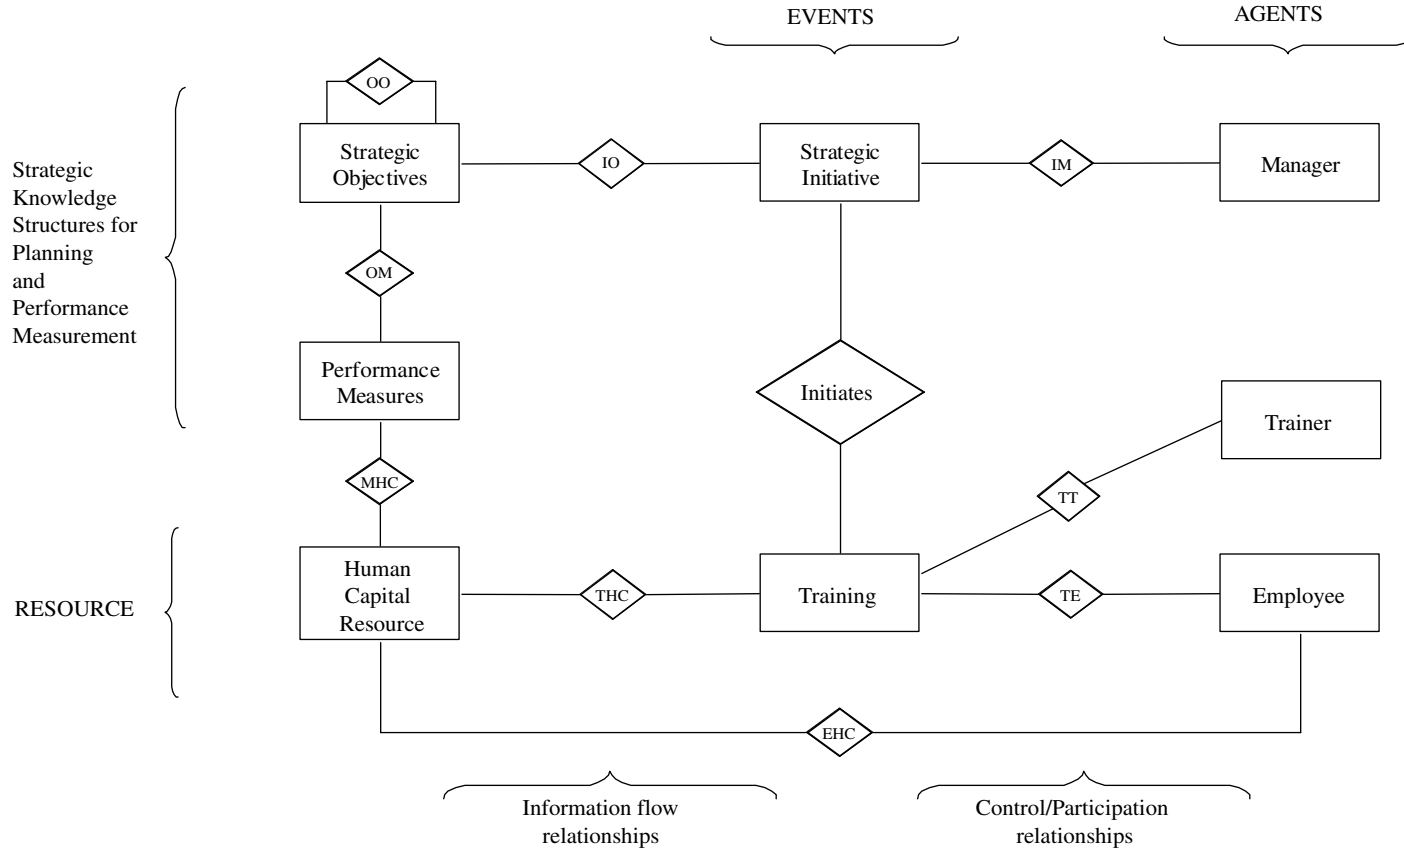 EVENTS
AGENTS
OO
Strategic
Objectives
IO
Strategic
Initiative
IM
Manager
Strategic
Knowledge
Structures for
Planning
and
Performance
Measurement
OM
Performance
Measures
Initiates
Trainer
MHC
TT
RESOURCE
Human
Capital
Resource
THC
Training
TE
Employee
EHC
Information flow
relationships
Control/Participation
relationships